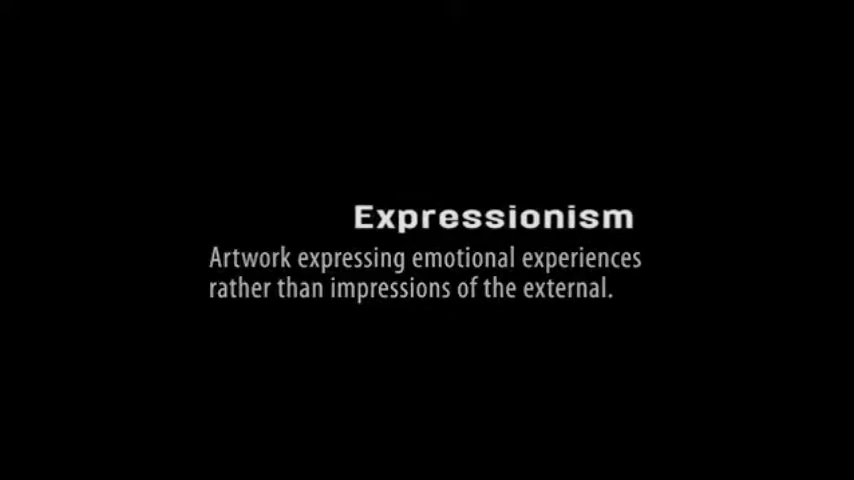 Expressionism
Artwork expressing emotional experiences
rather than impressions of the external.